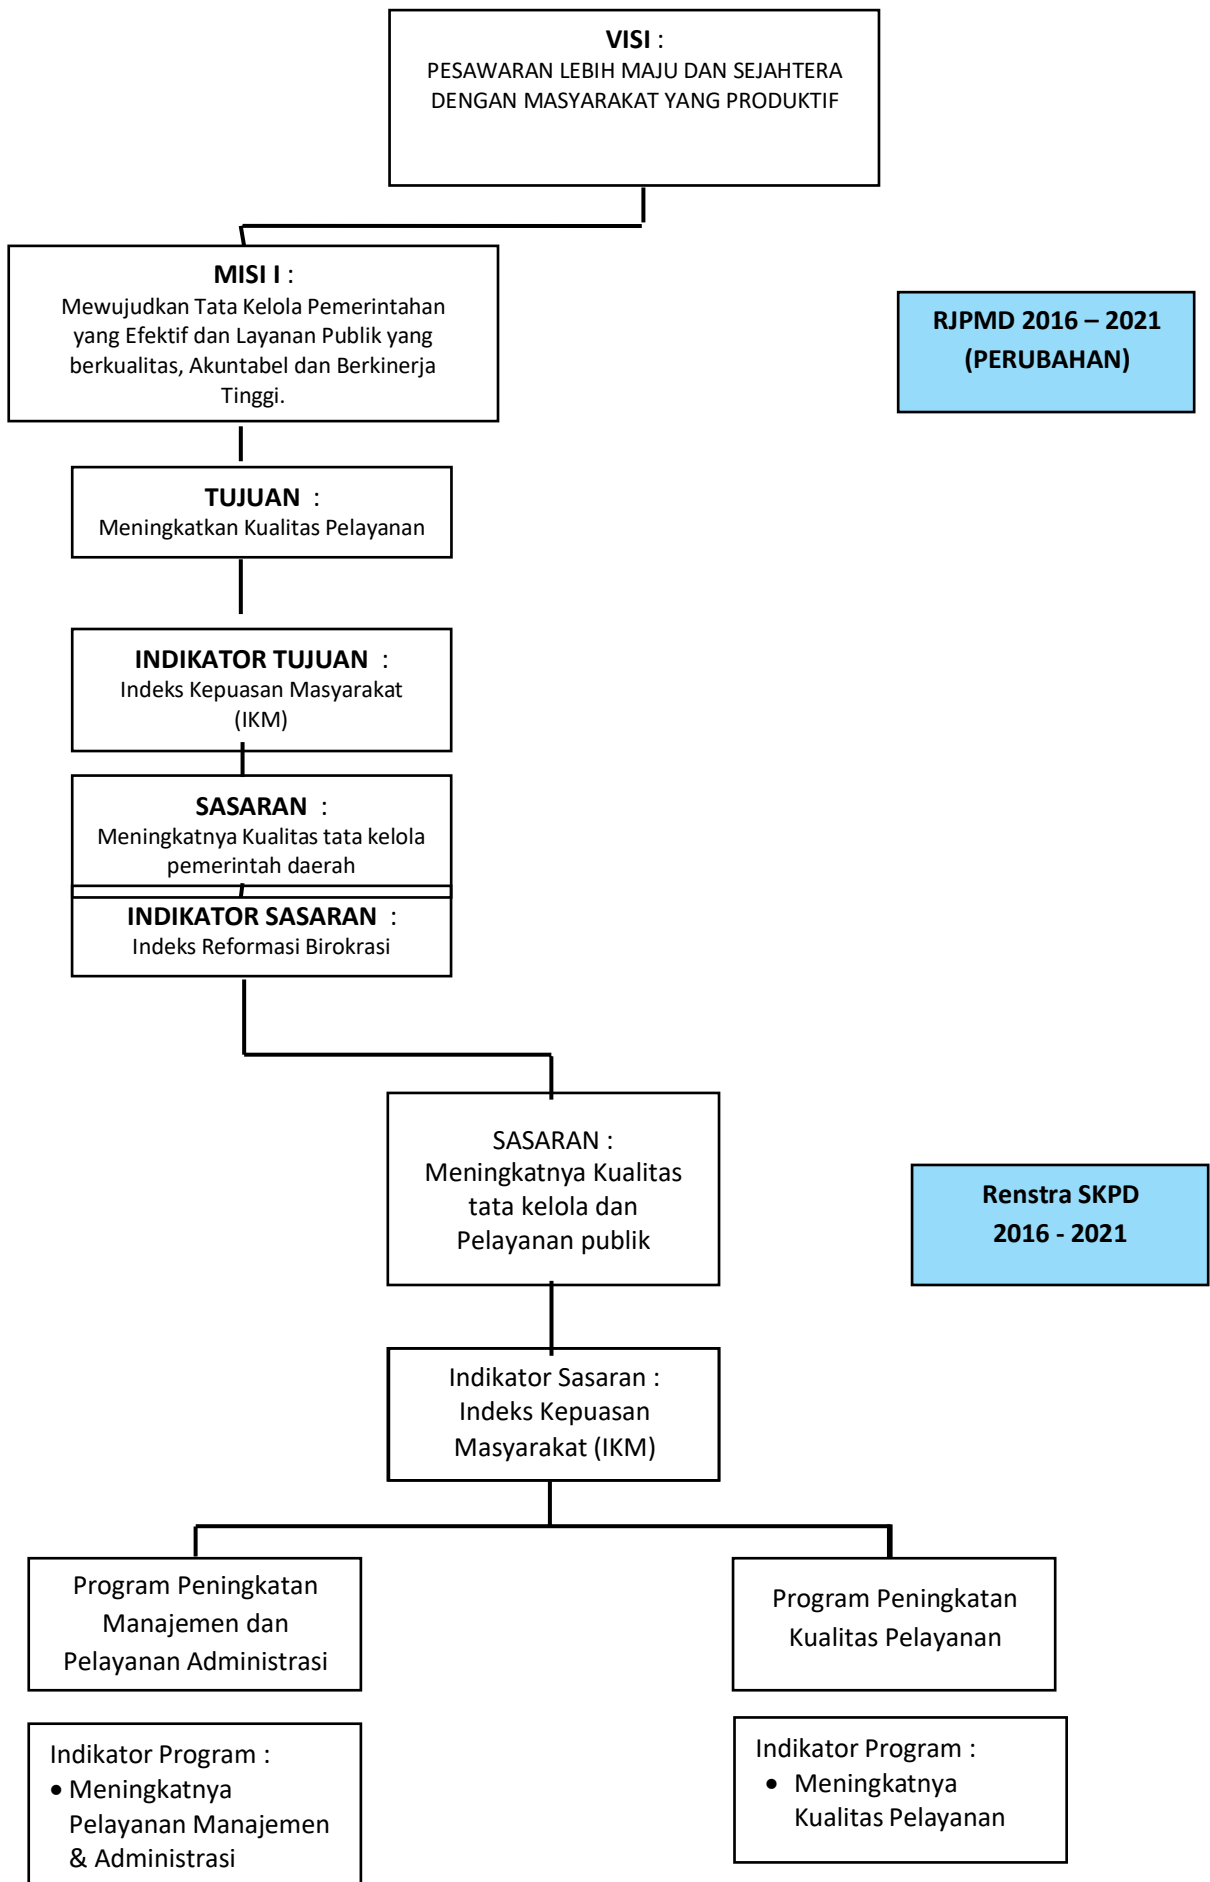 VISI :
PESAWARAN LEBIH MAJU DAN SEJAHTERA
DENGAN MASYARAKAT YANG PRODUKTIF
MISI I :
Mewujudkan Tata Kelola Pemerintahan
yang Efektif dan Layanan Publik yang
berkualitas, Akuntabel dan Berkinerja
Tinggi.
RJPMD 2016 – 2021
(PERUBAHAN)
TUJUAN :
Meningkatkan Kualitas Pelayanan
INDIKATOR TUJUAN :
Indeks Kepuasan Masyarakat
(IKM)
SASARAN :
Meningkatnya Kualitas tata kelola
pemerintah daerah
INDIKATOR SASARAN :
Indeks Reformasi Birokrasi
SASARAN :
Meningkatnya Kualitas
tata kelola dan
Pelayanan publik
Renstra SKPD
2016 - 2021
Indikator Sasaran :
Indeks Kepuasan
Masyarakat (IKM)
Program Peningkatan
Manajemen dan
Pelayanan Administrasi
Program Peningkatan
Kualitas Pelayanan
Indikator Program :
• Meningkatnya
Pelayanan Manajemen
& Administrasi
Indikator Program :
• Meningkatnya
Kualitas Pelayanan